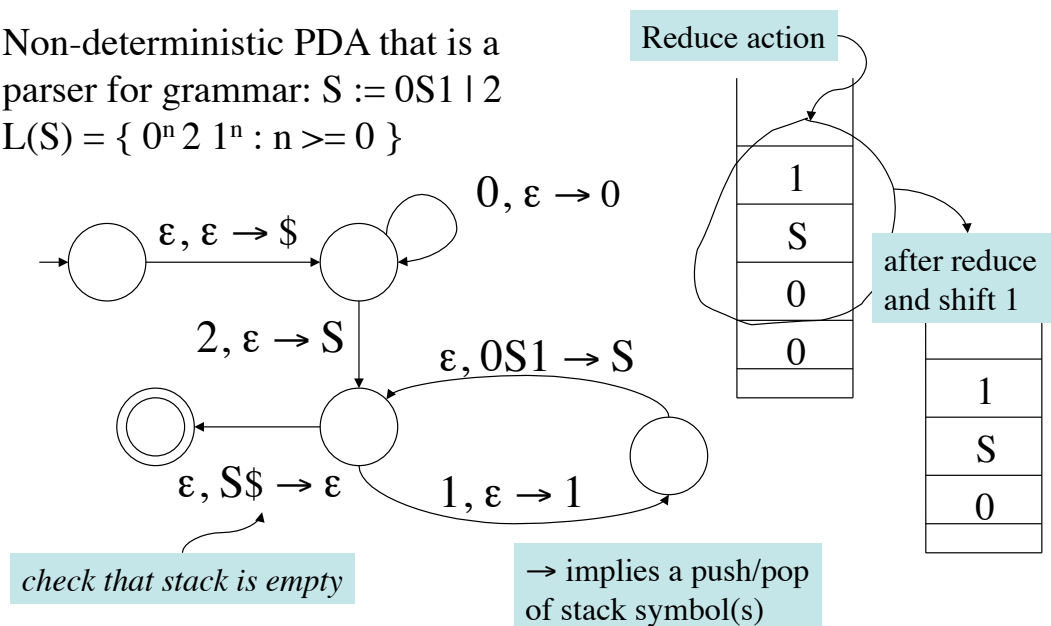 Non-deterministic PDA that is a
parser for grammar: S := 0S1 | 2
L(S) = { 0ⁿ 2 1ⁿ : n >= 0 }
Reduce action
0, ε → 0
ε, ε → $
1
S
0
0
after reduce
and shift 1
2, ε → S
ε, 0S1 → S
1
S
0
ε, S$ → ε
1, ε → 1
check that stack is empty
→ implies a push/pop
of stack symbol(s)